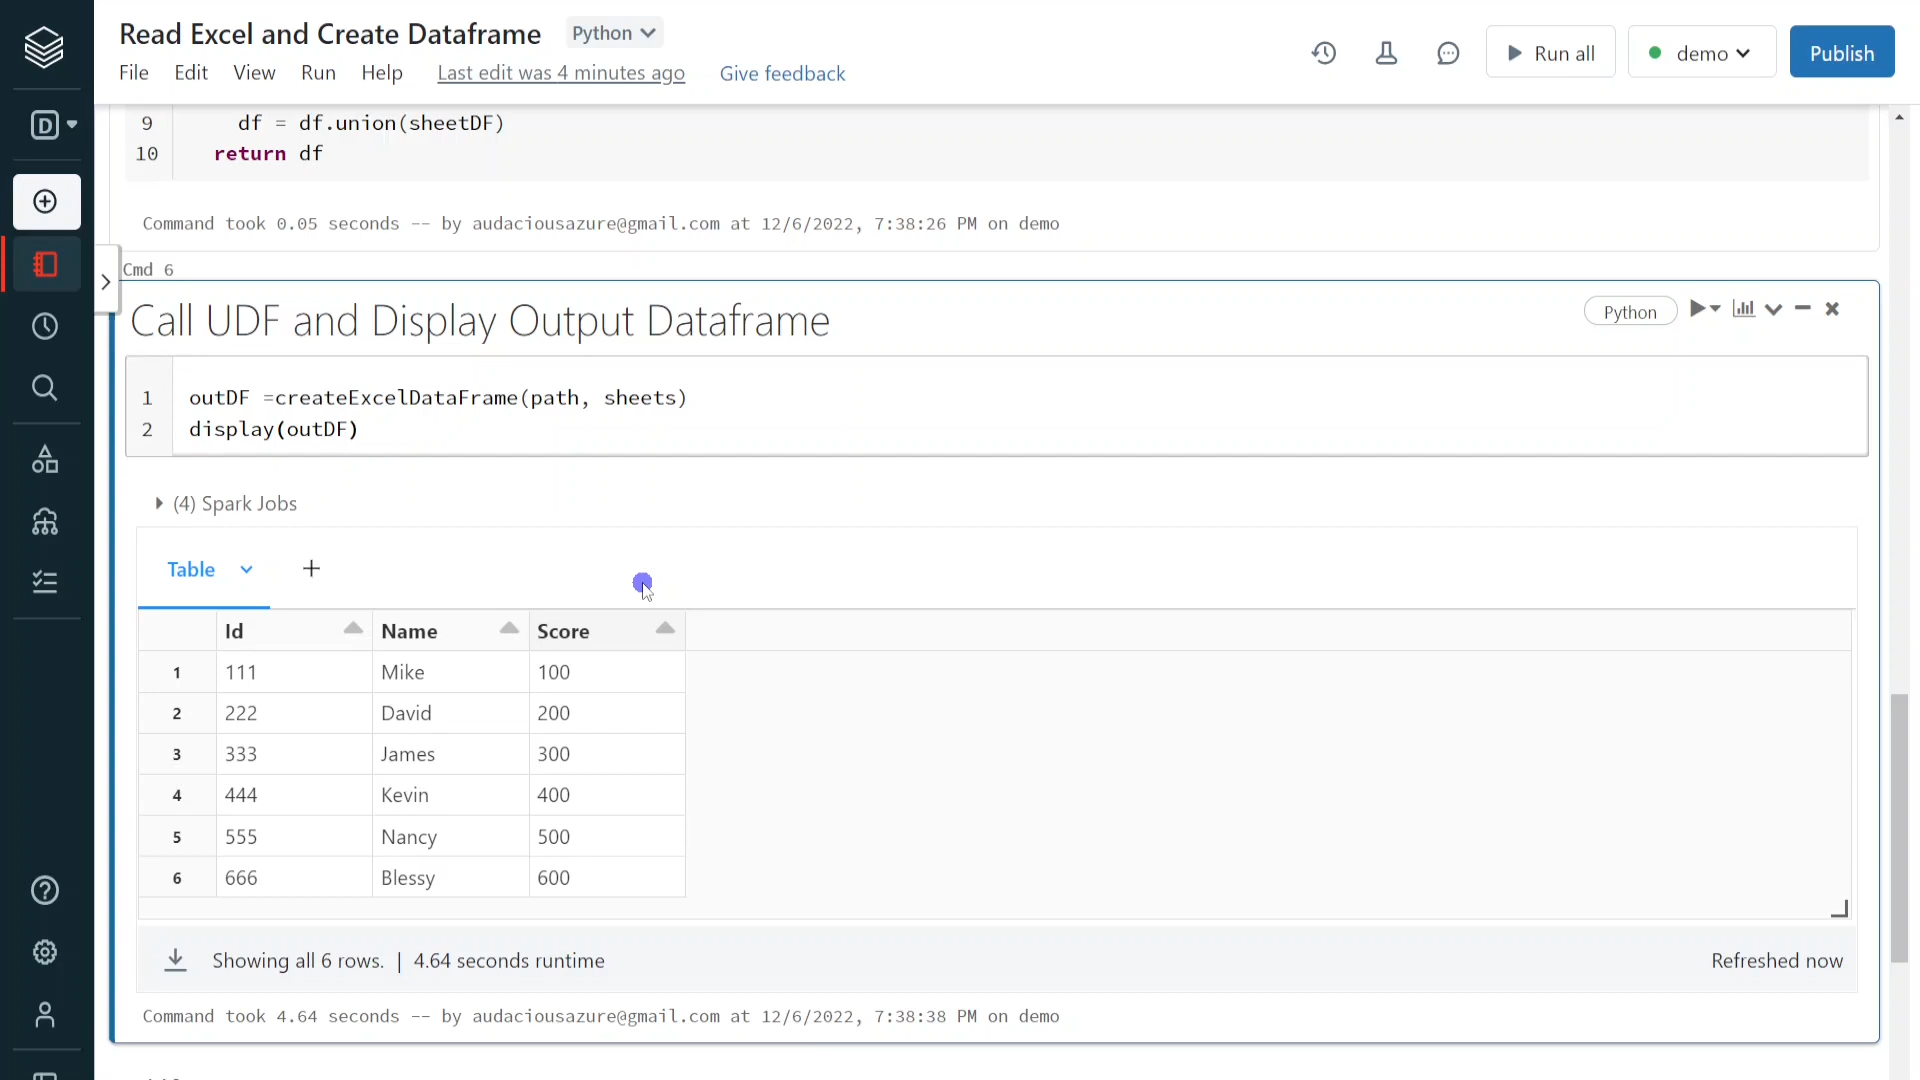 Read Excel and Create Dataframe Python
File Edit View Run Help Last edit was 4 minutes ago Give feedback
Run all demo Publish
D
9 df = df.union(sheetDF)
10 return df
Command took 0.05 seconds -- by audaciousazure@gmail.com at 12/6/2022, 7:38:26 PM on demo
Cmd 6
Call UDF and Display Output Dataframe Python
1 outDF =createExcelDataFrame(path, sheets)
2 display(outDF)
(4) Spark Jobs
Table +
Id Name Score
1 111 Mike 100
2 222 David 200
3 333 James 300
4 444 Kevin 400
5 555 Nancy 500
6 666 Blessy 600
Showing all 6 rows. | 4.64 seconds runtime Refreshed now
Command took 4.64 seconds -- by audaciousazure@gmail.com at 12/6/2022, 7:38:38 PM on demo